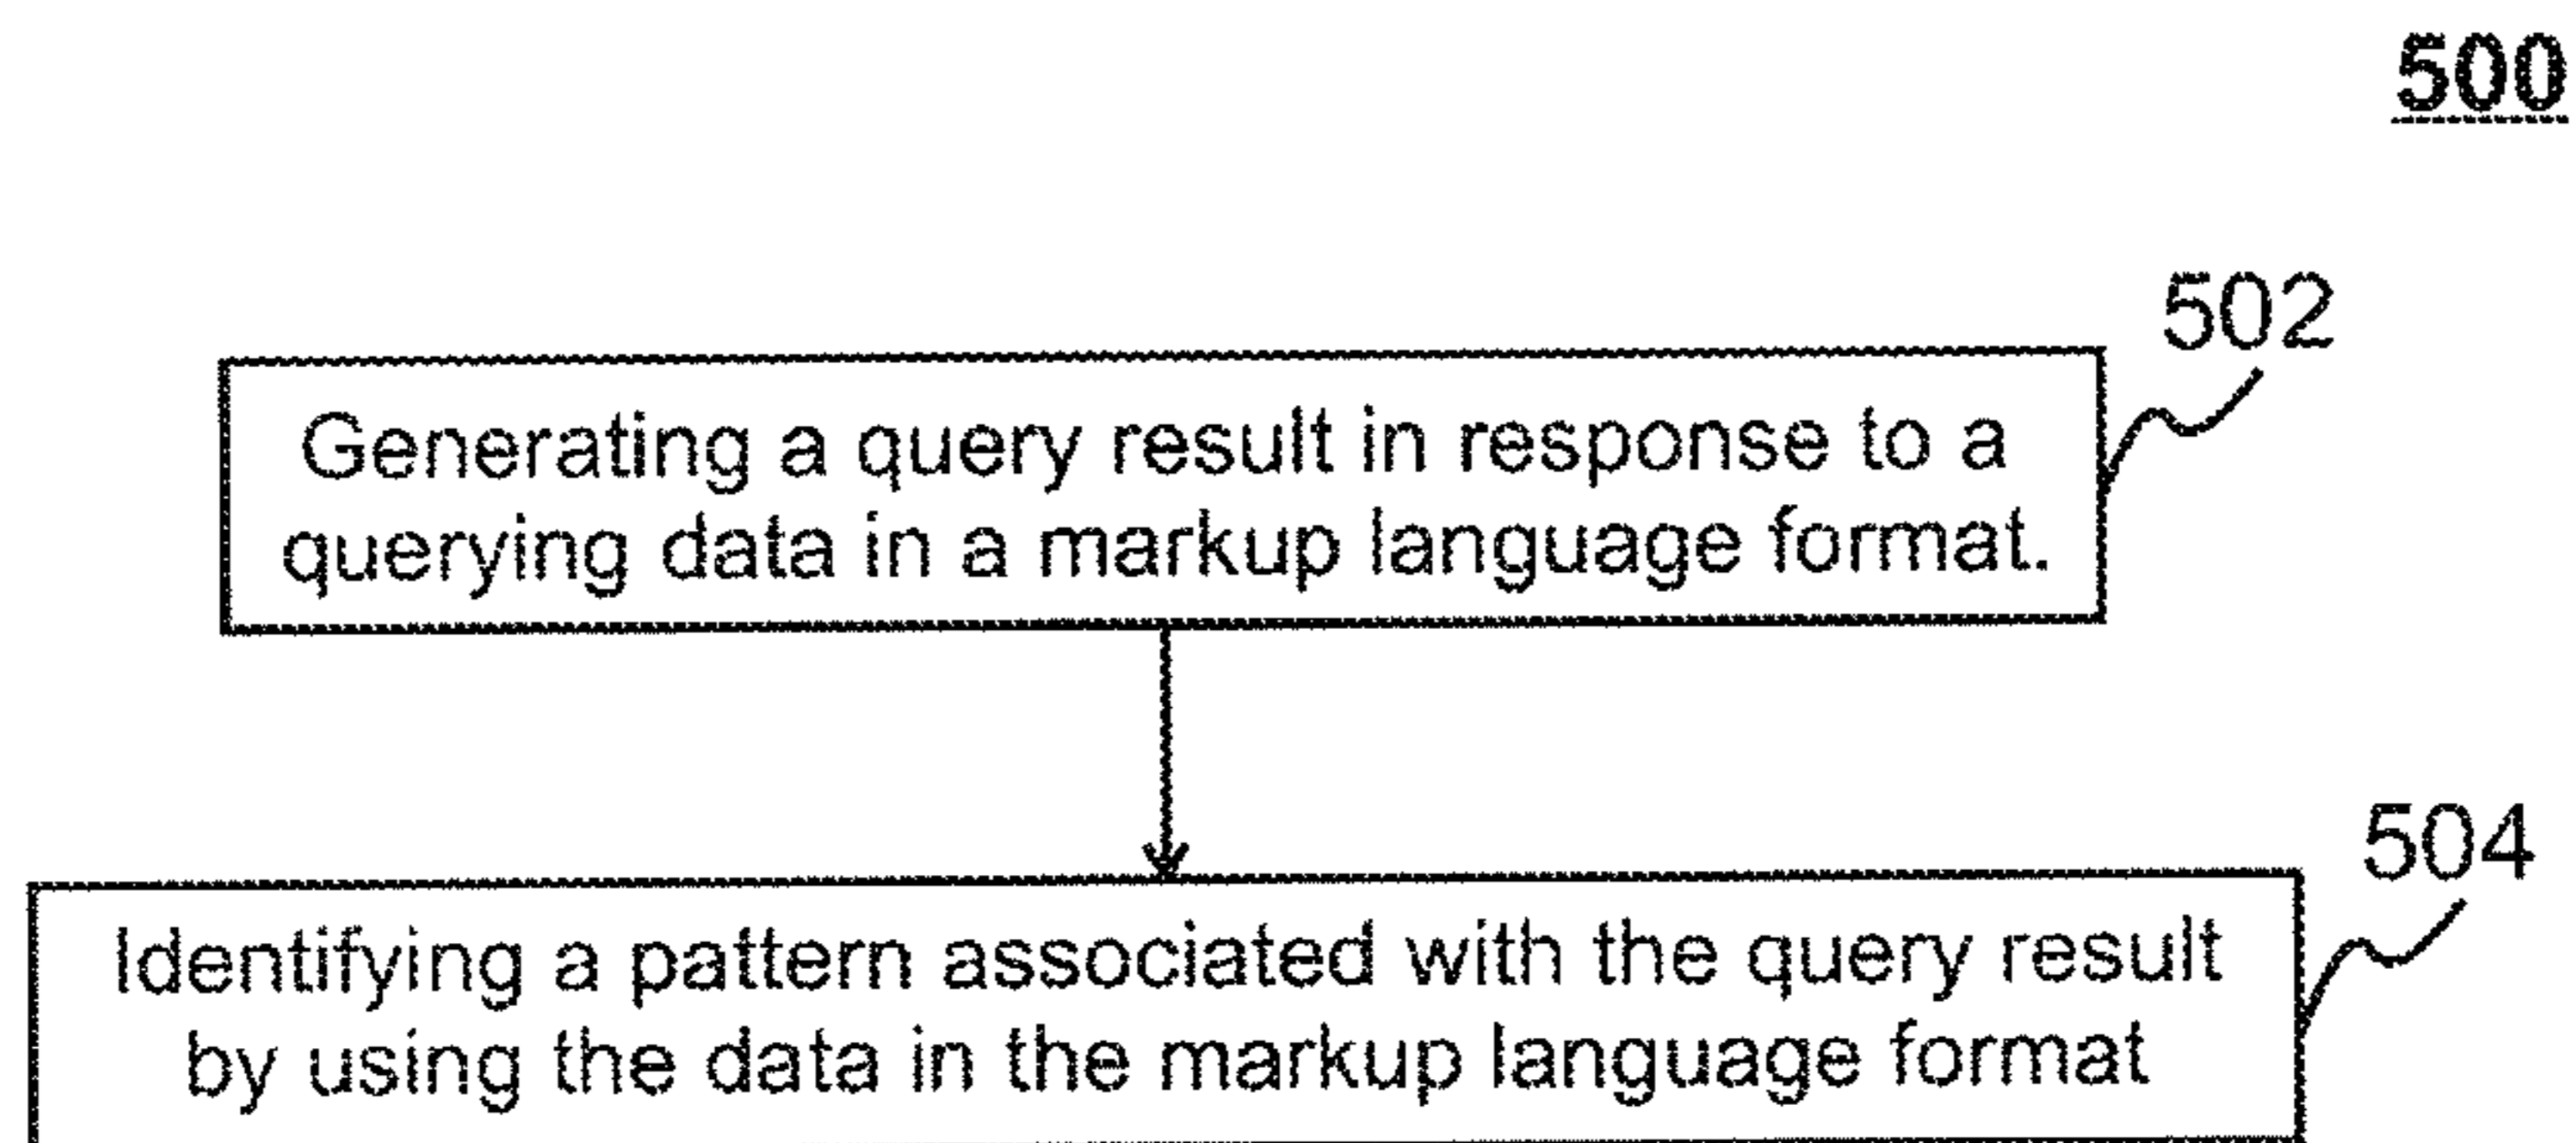 500
502
Generating a query result in response to a
querying data in a markup language format.
504
Identifying a pattern associated with the query result
by using the data in the markup language format